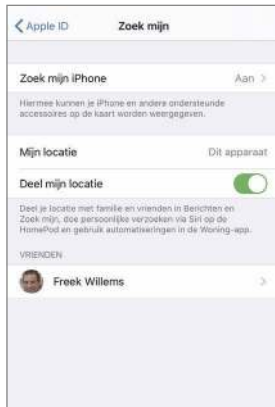 Apple ID
Zoek mijn
Zoek mijn iPhone
Aan
Hiermee kunnen je iPhone en andere ondersteunde
accessoires op de kaart worden weergegeven.
Mijn locatie
Dit apparaat
Deel mijn locatie
Deel je locatie met familie en vrienden in Berichten en
Zoek mijn, doe persoonlijke verzoeken via Siri op de
HomePod en gebruik automatiseringen in de Woning-app.
VRIENDEN
Freek Willems